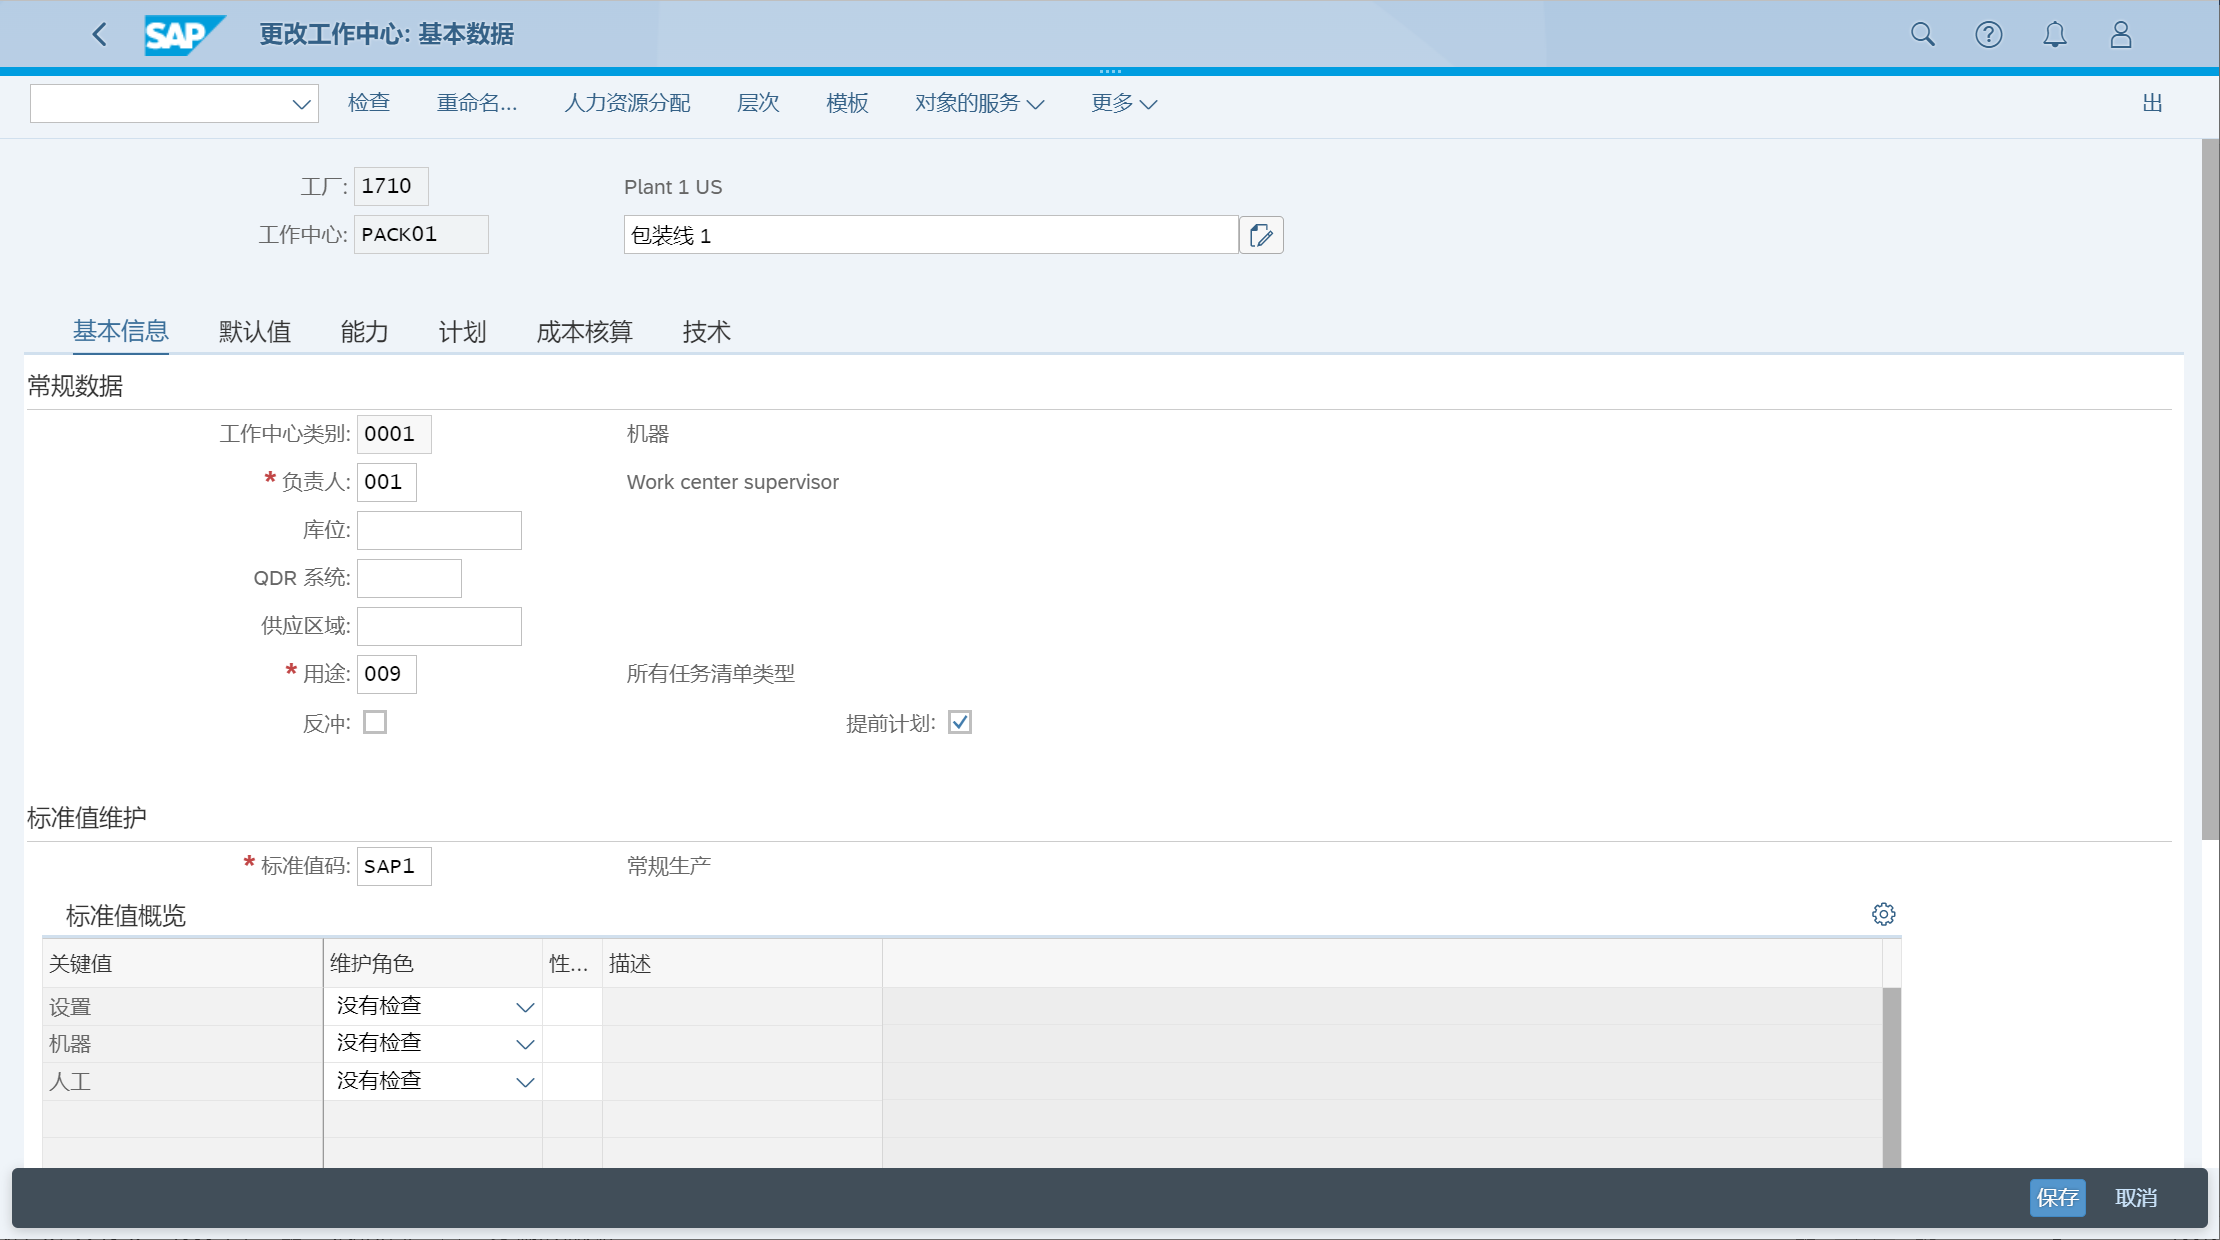 SAP 更改工作中心: 基本数据
检查 重命名... 人力资源分配 层次 模板 对象的服务 更多 出
工厂: 1710 Plant 1 US
工作中心: PACK01 包装线 1
基本信息 默认值 能力 计划 成本核算 技术
常规数据
工作中心类别: 0001 机器
* 负责人: 001 Work center supervisor
库位:
QDR 系统:
供应区域:
* 用途: 009 所有任务清单类型
反冲: 提前计划:
标准值维护
* 标准值码: SAP1 常规生产
标准值概览
关键值 维护角色 性... 描述
设置 没有检查
机器 没有检查
人工 没有检查
保存 取消